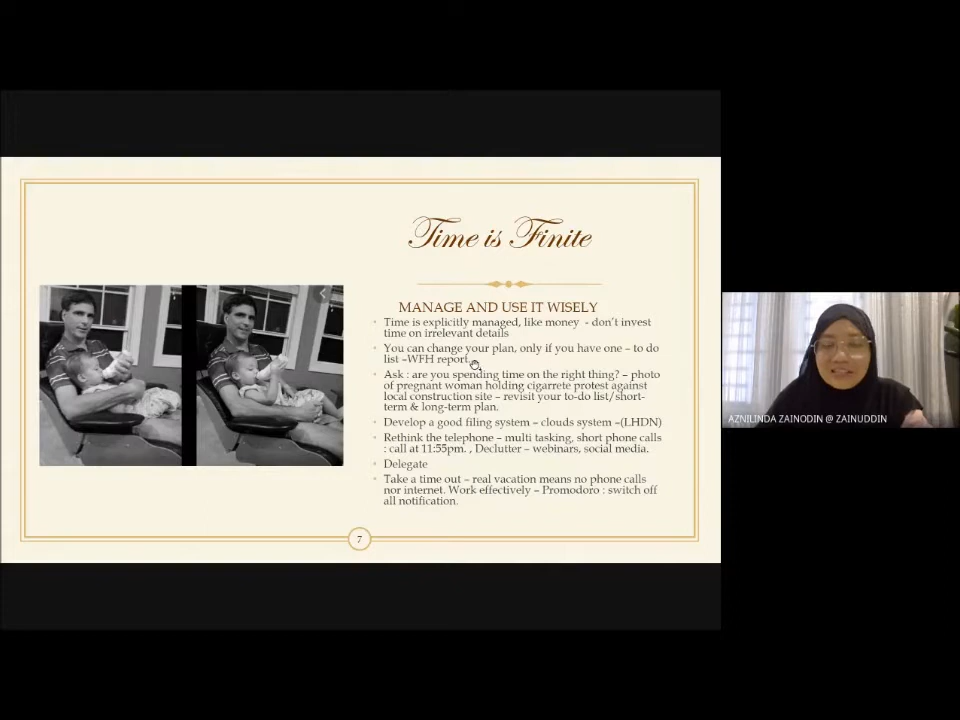 Time is Finite
MANAGE AND USE IT WISELY
Time is explicitly managed, like money - don't invest
time on irrelevant details
You can change your plan, only if you have one – to do
list –WFH report.
Ask : are you spending time on the right thing? – photo
of pregnant woman holding cigarrete protest against
local construction site – revisit your to-do list/short-
term & long-term plan.
Develop a good filing system – clouds system –(LHDN)
Rethink the telephone – multi tasking, short phone calls
: call at 11:55pm. , Declutter – webinars, social media.
Delegate
Take a time out – real vacation means no phone calls
nor internet. Work effectively – Promodoro : switch off
all notification.
7
AZNILINDA ZAINODIN @ ZAINUDDIN